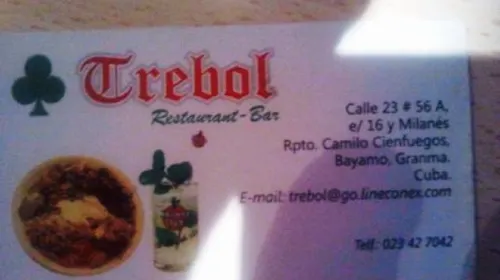 Trebol
Restaurant-Bar
Calle 23 # 56 A,
e/ 16 y Milanés
Rpto. Camilo Cienfuegos,
Bayamo, Granma.
Cuba.
E-mail: trebol@go.lineconex.com
Telf.: 023 42 7042